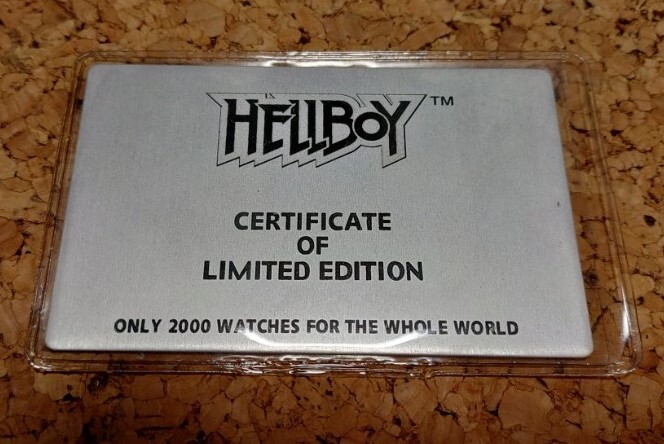 HELLBOY™
CERTIFICATE
OF
LIMITED EDITION
ONLY 2000 WATCHES FOR THE WHOLE WORLD